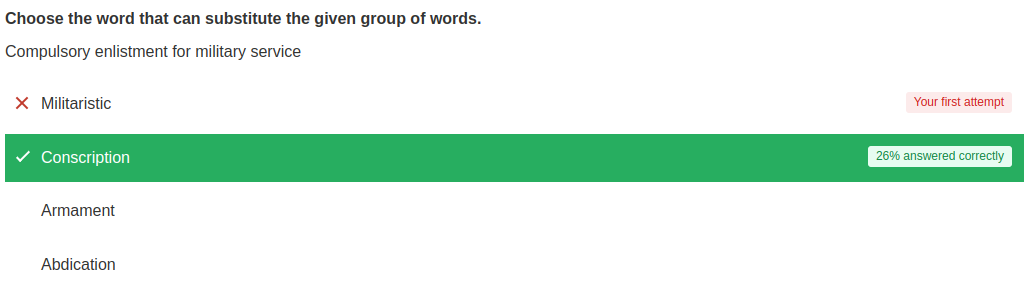 Choose the word that can substitute the given group of words.
Compulsory enlistment for military service
Militaristic Your first attempt
Conscription 26% answered correctly
Armament
Abdication